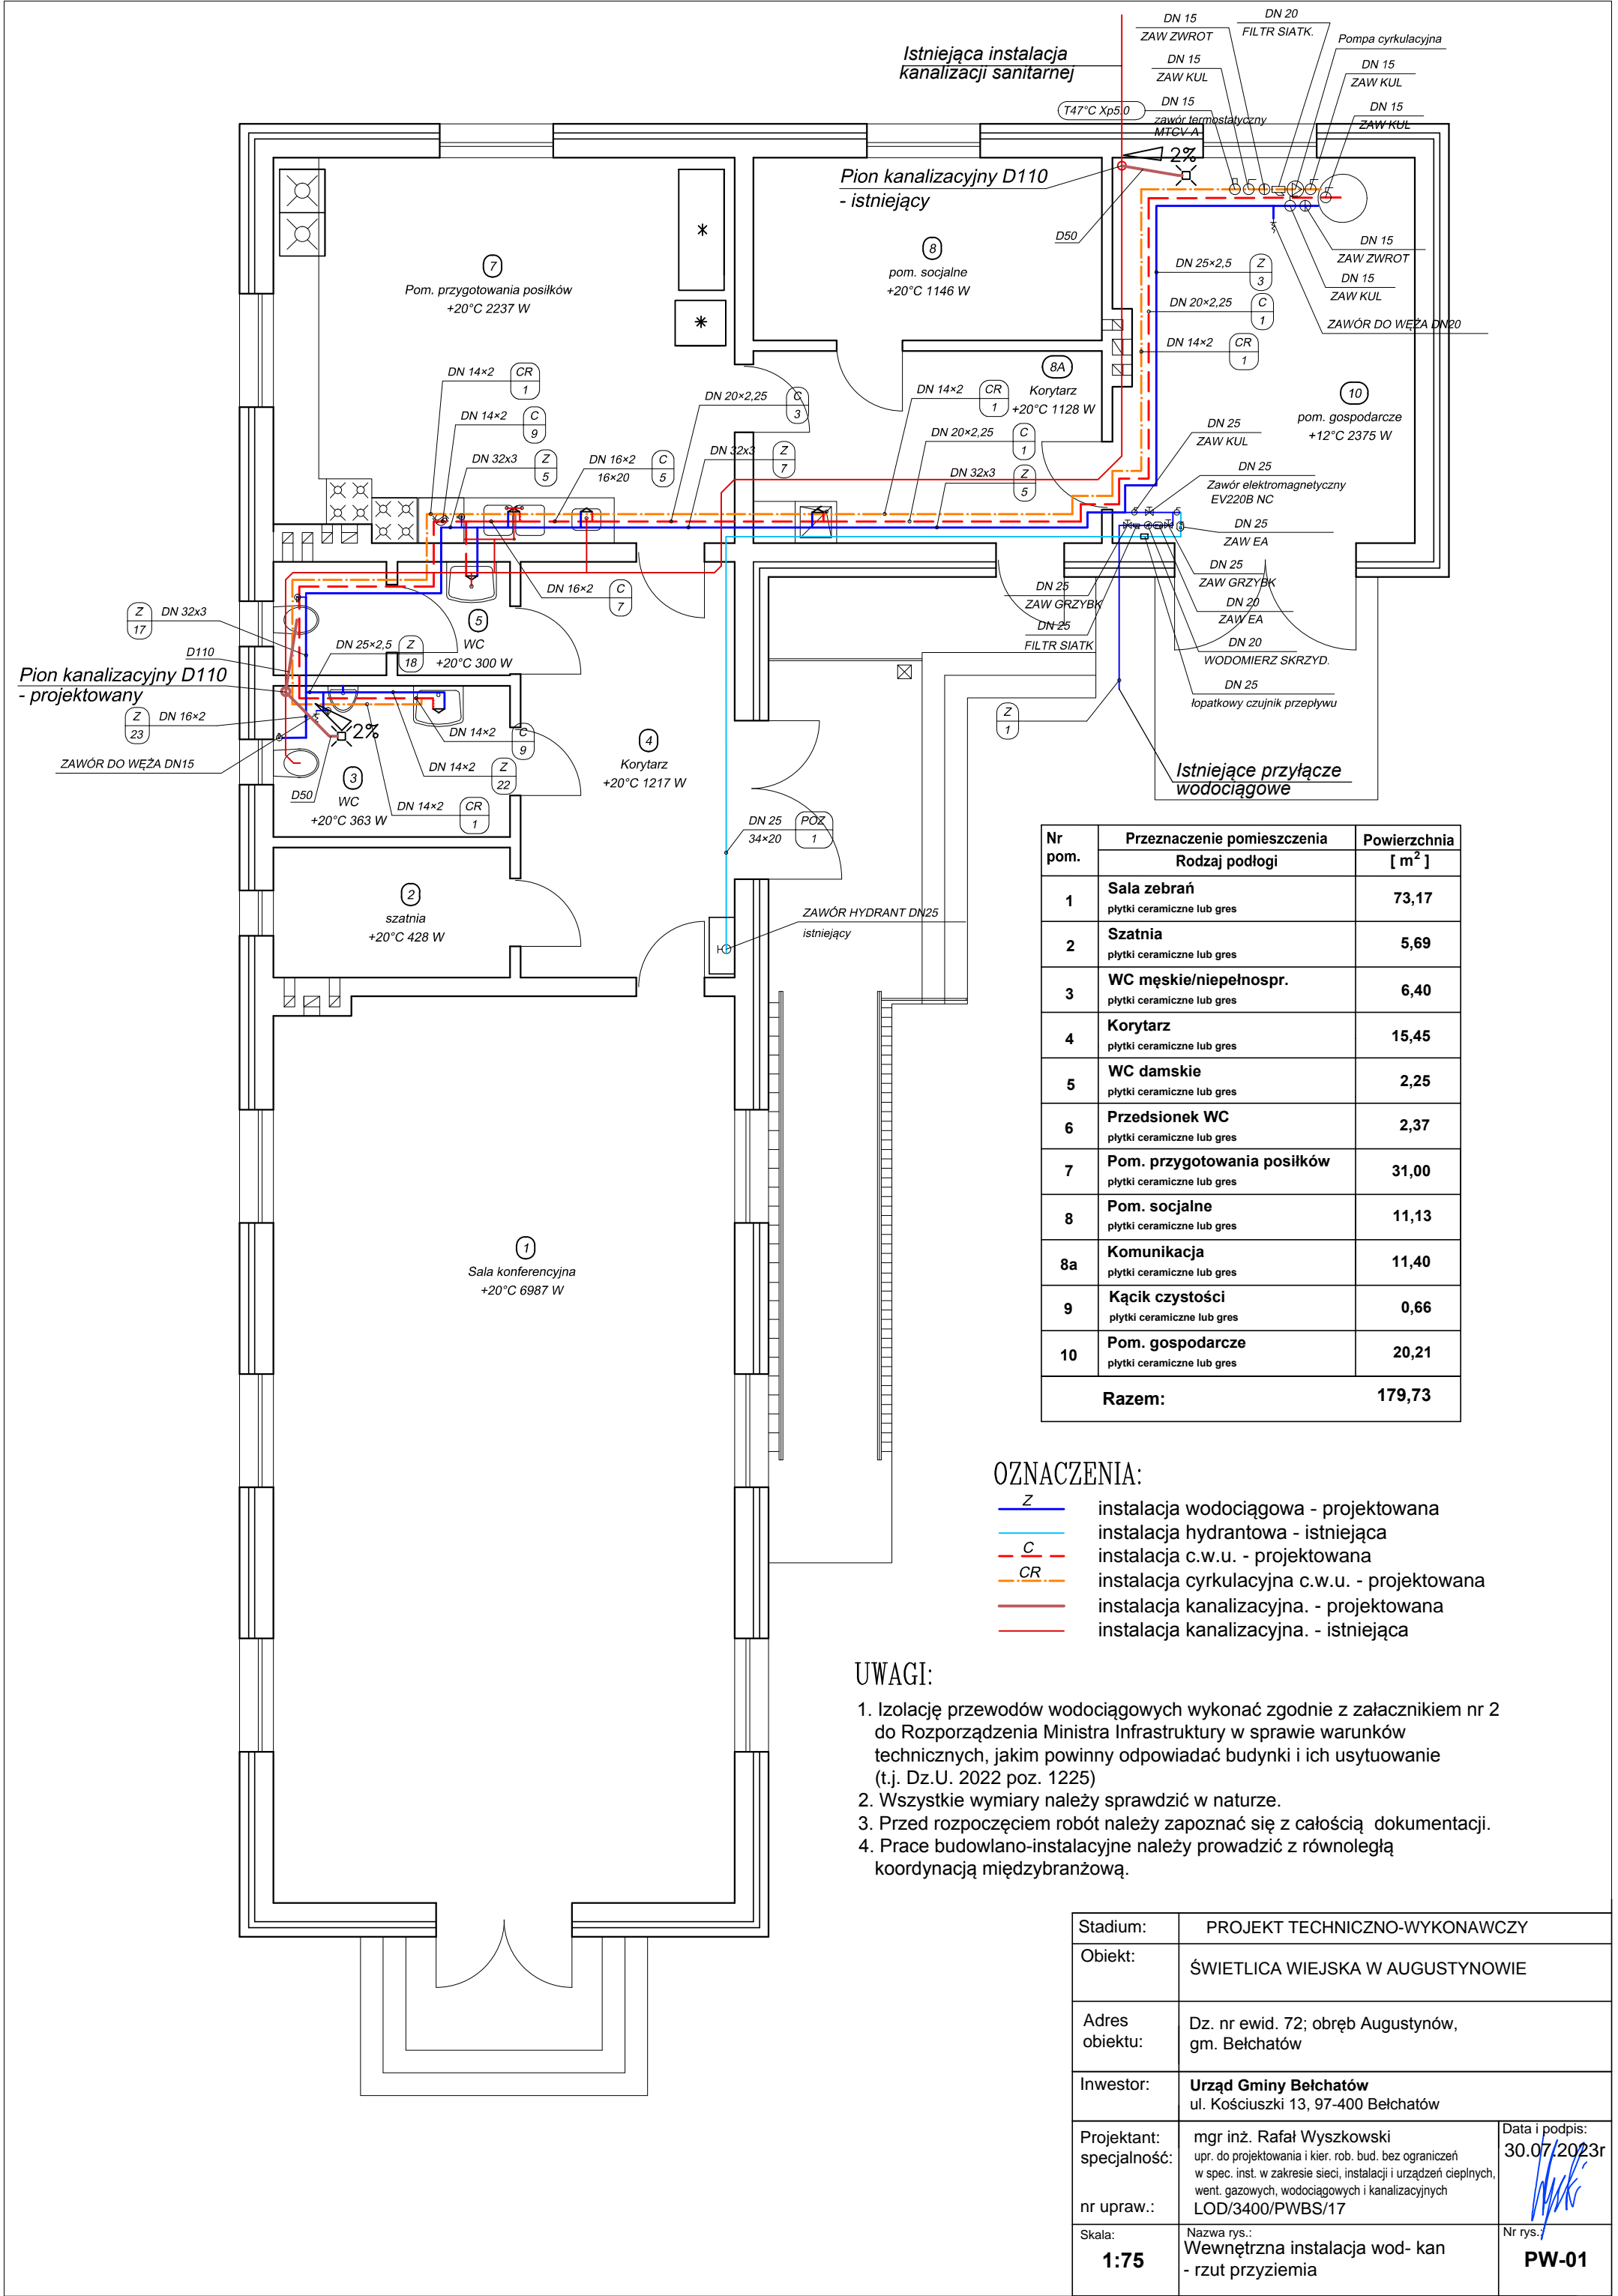 DN 15
ZAW ZWROT
DN 20
FILTR SIATK.
Pompa cyrkulacyjna
Istniejąca instalacja
kanalizacji sanitarnej
DN 15
ZAW KUL
DN 15
ZAW KUL
T47°C Xp5.0
DN 15
zawór termostatyczny
MTCV-A
DN 15
ZAW KUL
2%
Pion kanalizacyjny D110
- istniejący
D50
8
pom. socjalne
+20°C 1146 W
7
Pom. przygotowania posiłków
+20°C 2237 W
DN 15
ZAW ZWROT
DN 25×2,5
Z
3
DN 15
ZAW KUL
DN 20×2,25
C
1
ZAWÓR DO WĘŻA DN20
DN 14×2
CR
1
8A
Korytarz
+20°C 1128 W
10
pom. gospodarcze
+12°C 2375 W
DN 14×2
CR
1
DN 20×2,25
C
3
DN 14×2
CR
1
DN 14×2
C
9
DN 25
ZAW KUL
DN 20×2,25
C
1
DN 32x3
Z
7
DN 32x3
Z
5
DN 16×2
16×20
C
5
DN 32x3
Z
5
DN 25
Zawór elektromagnetyczny
EV220B NC
DN 25
ZAW EA
DN 25
ZAW GRZYBK
DN 25
ZAW GRZYBK
DN 20
ZAW EA
DN 25
FILTR SIATK
DN 20
WODOMIERZ SKRZYD.
DN 25
łopatkowy czujnik przepływu
DN 16×2
C
7
Z
17
DN 32x3
5
WC
+20°C 300 W
DN 25×2,5
Z
18
D110
Pion kanalizacyjny D110
- projektowany
Z
23
DN 16×2
2%
DN 14×2
C
9
Z
1
4
Korytarz
+20°C 1217 W
ZAWÓR DO WĘŻA DN15
DN 14×2
Z
22
3
WC
+20°C 363 W
D50
DN 14×2
CR
1
Istniejące przyłącze
wodociągowe
DN 25
34×20
POZ
1
2
szatnia
+20°C 428 W
ZAWÓR HYDRANT DN25
istniejący
1
Sala konferencyjna
+20°C 6987 W
Nr
pom.
Przeznaczenie pomieszczenia
Rodzaj podłogi
Powierzchnia
[ m² ]
1
Sala zebrań
płytki ceramiczne lub gres
73,17
2
Szatnia
płytki ceramiczne lub gres
5,69
3
WC męskie/niepełnospr.
płytki ceramiczne lub gres
6,40
4
Korytarz
płytki ceramiczne lub gres
15,45
5
WC damskie
płytki ceramiczne lub gres
2,25
6
Przedsionek WC
płytki ceramiczne lub gres
2,37
7
Pom. przygotowania posiłków
płytki ceramiczne lub gres
31,00
8
Pom. socjalne
płytki ceramiczne lub gres
11,13
8a
Komunikacja
płytki ceramiczne lub gres
11,40
9
Kącik czystości
płytki ceramiczne lub gres
0,66
10
Pom. gospodarcze
płytki ceramiczne lub gres
20,21
Razem:
179,73
OZNACZENIA:
Z
instalacja wodociągowa - projektowana
instalacja hydrantowa - istniejąca
C
instalacja c.w.u. - projektowana
CR
instalacja cyrkulacyjna c.w.u. - projektowana
instalacja kanalizacyjna. - projektowana
instalacja kanalizacyjna. - istniejąca
UWAGI:
1. Izolację przewodów wodociągowych wykonać zgodnie z załacznikiem nr 2
do Rozporządzenia Ministra Infrastruktury w sprawie warunków
technicznych, jakim powinny odpowiadać budynki i ich usytuowanie
(t.j. Dz.U. 2022 poz. 1225)
2. Wszystkie wymiary należy sprawdzić w naturze.
3. Przed rozpoczęciem robót należy zapoznać się z całością dokumentacji.
4. Prace budowlano-instalacyjne należy prowadzić z równoległą
koordynacją międzybranżową.
Stadium:
PROJEKT TECHNICZNO-WYKONAWCZY
Obiekt:
ŚWIETLICA WIEJSKA W AUGUSTYNOWIE
Adres
obiektu:
Dz. nr ewid. 72; obręb Augustynów,
gm. Bełchatów
Inwestor:
Urząd Gminy Bełchatów
ul. Kościuszki 13, 97-400 Bełchatów
Projektant:
specjalność:
nr upraw.:
mgr inż. Rafał Wyszkowski
upr. do projektowania i kier. rob. bud. bez ograniczeń
w spec. inst. w zakresie sieci, instalacji i urządzeń cieplnych,
went. gazowych, wodociągowych i kanalizacyjnych
LOD/3400/PWBS/17
Data i podpis:
30.07.2023r
Skala:
1:75
Nazwa rys.:
Wewnętrzna instalacja wod- kan
- rzut przyziemia
Nr rys.:
PW-01